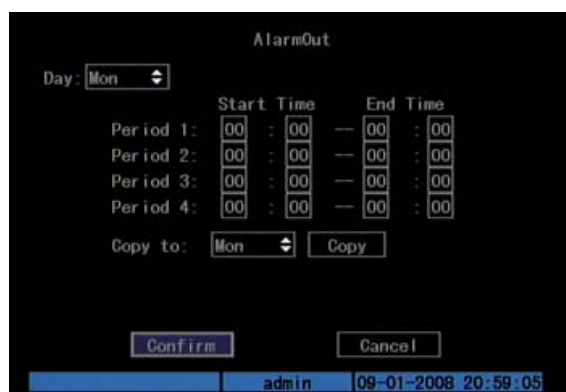 AlarmOut
Day: Mon
Start Time End Time
Period 1: 00 : 00 -- 00 : 00
Period 2: 00 : 00 -- 00 : 00
Period 3: 00 : 00 -- 00 : 00
Period 4: 00 : 00 -- 00 : 00
Copy to: Mon Copy
Confirm Cancel
admin 09-01-2008 20:59:05